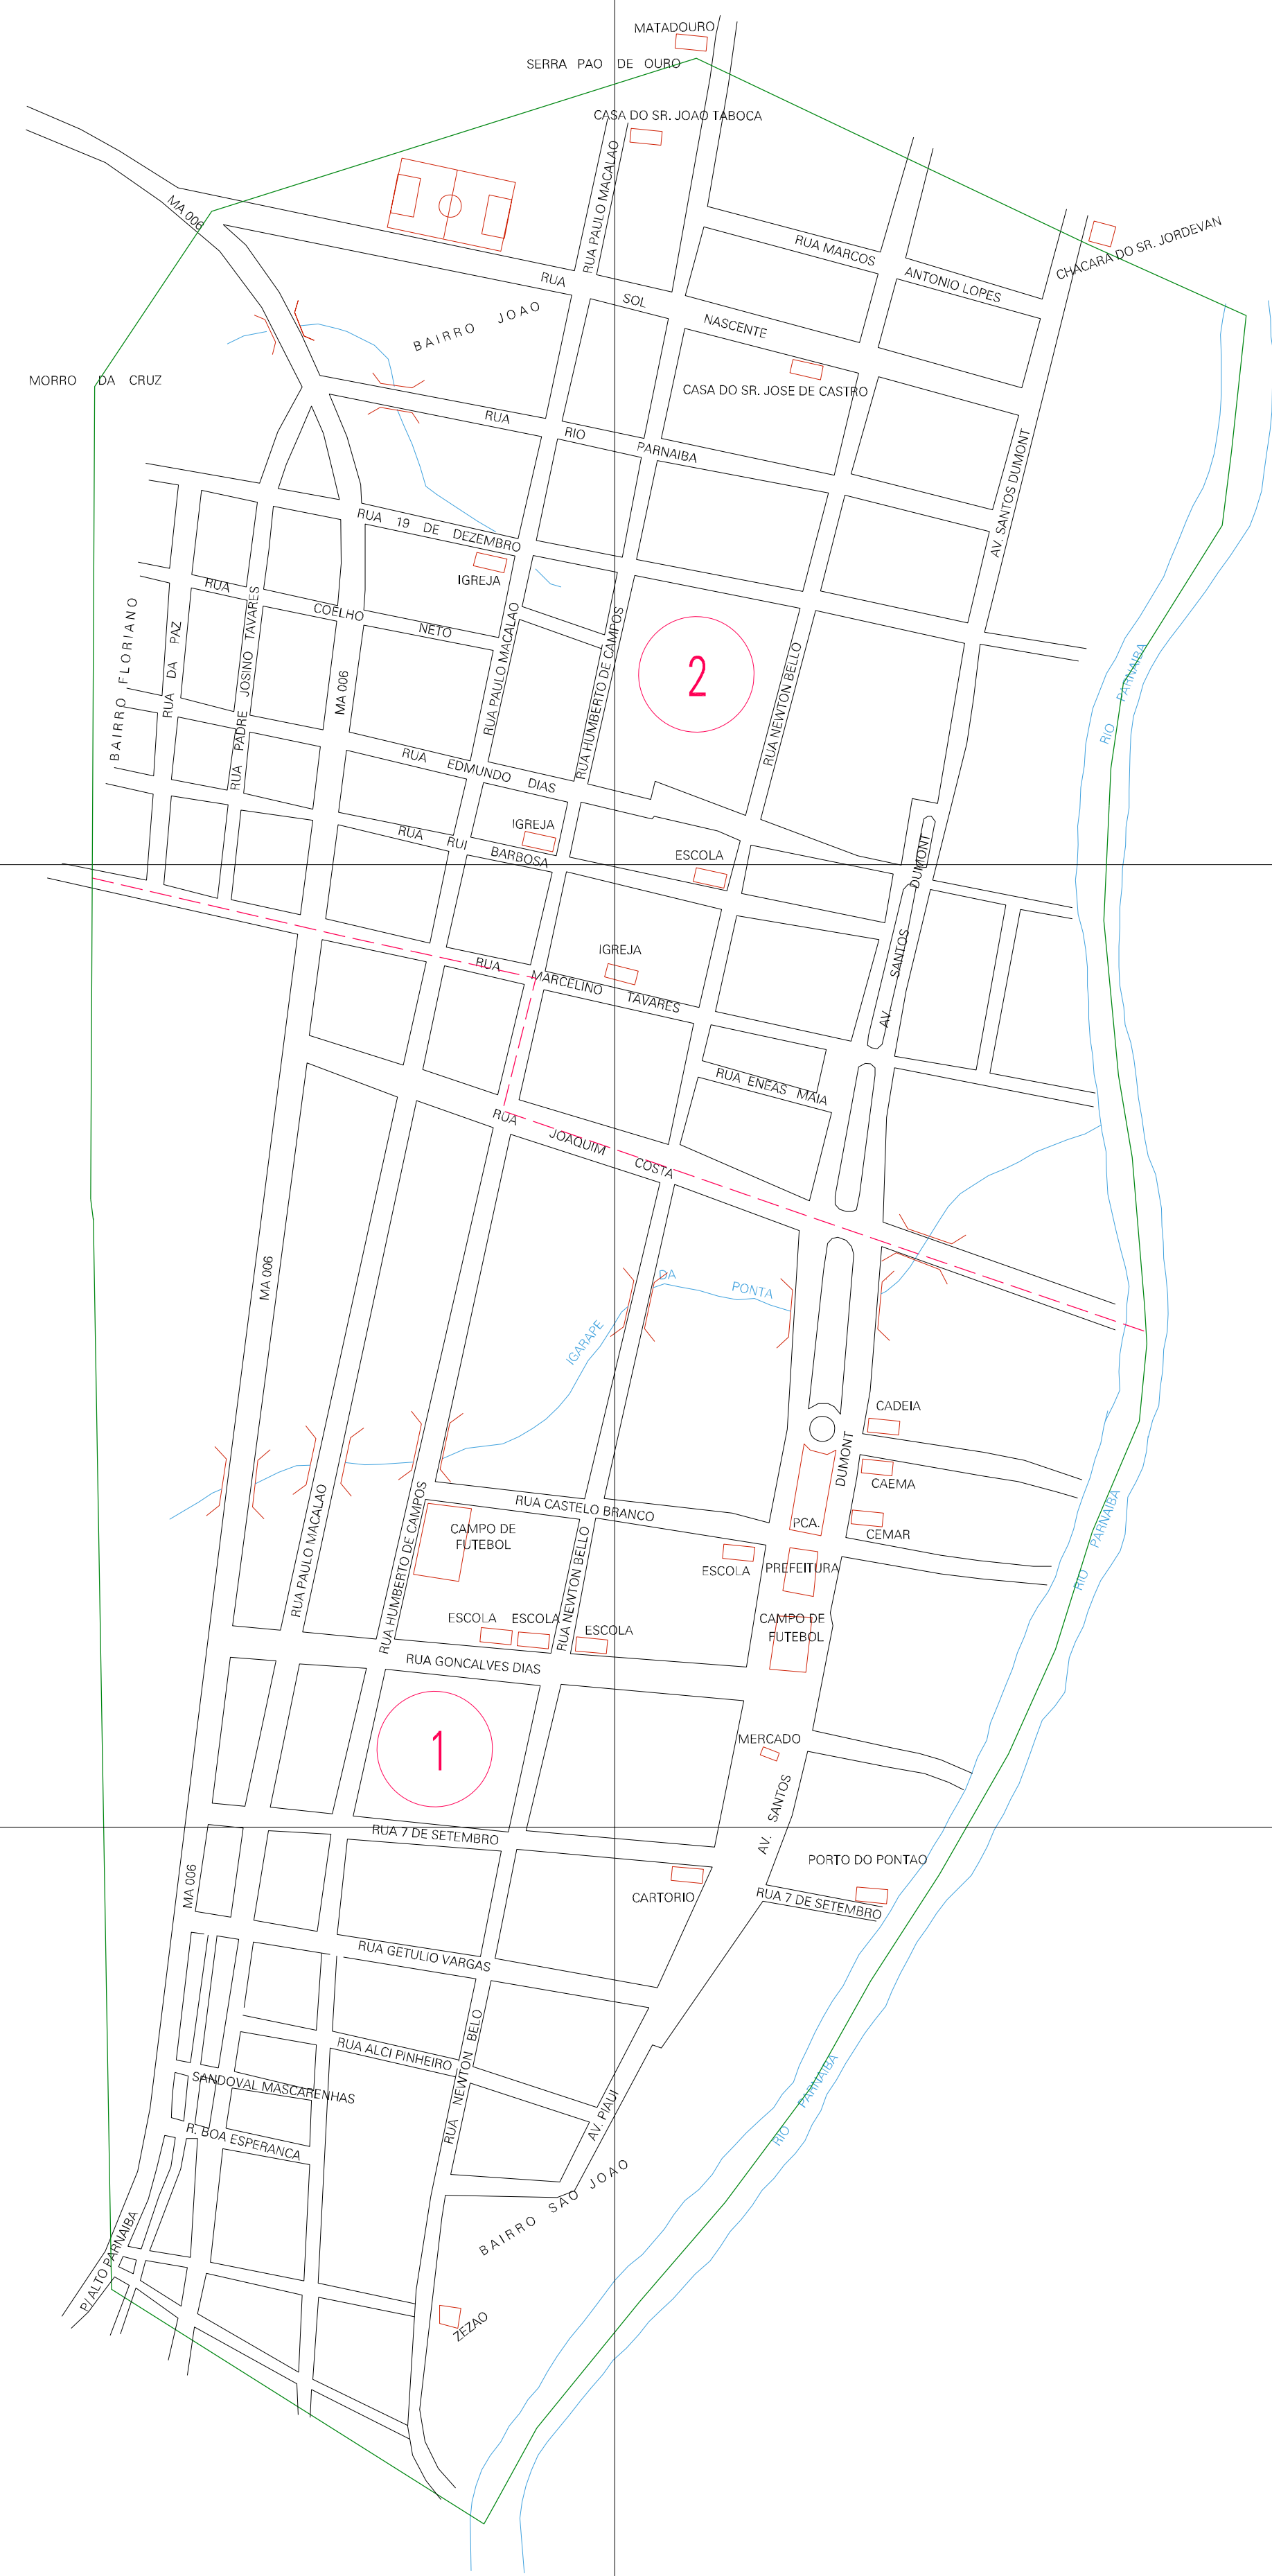 MATADOURO
SERRA PAO DE OURO
CASA DO SR. JOAO TABOCA
RUA PAULO MACALAO
MA 006
CHACARA DO SR. JORDEVAN
RUA MARCOS ANTONIO LOPES
RUA SOL NASCENTE
BAIRRO JOAO
MORRO DA CRUZ
CASA DO SR. JOSE DE CASTRO
RUA RIO PARNAIBA
AV. SANTOS DUMONT
RUA 19 DE DEZEMBRO
IGREJA
RUA COELHO NETO
BAIRRO FLORIANO
RUA DA PAZ
RUA PADRE JOSINO TAVARES
MA 006
RUA PAULO MACALAO
RUA HUMBERTO DE CAMPOS
2
RUA NEWTON BELLO
RIO PARNAIBA
RUA EDMUNDO DIAS
IGREJA
RUA RUI BARBOSA
ESCOLA
AV. SANTOS DUMONT
IGREJA
RUA MARCELINO TAVARES
RUA ENEAS MAIA
RUA JOAQUIM COSTA
MA 006
IGARAPE DA PONTA
CADEIA
DUMONT
CAEMA
RUA PAULO MACALAO
RUA HUMBERTO DE CAMPOS
RUA CASTELO BRANCO
PCA.
CEMAR
CAMPO DE
FUTEBOL
RUA NEWTON BELLO
ESCOLA
PREFEITURA
RIO PARNAIBA
ESCOLA
ESCOLA
ESCOLA
CAMPO DE
FUTEBOL
RUA GONCALVES DIAS
1
MERCADO
AV. SANTOS
RUA 7 DE SETEMBRO
PORTO DO PONTAO
MA 006
CARTORIO
RUA 7 DE SETEMBRO
RUA GETULIO VARGAS
RUA ALCI PINHEIRO
RUA NEWTON BELO
SANDOVAL MASCARENHAS
RIO PARNAIBA
AV. PIAUI
R. BOA ESPERANCA
BAIRRO SAO JOAO
P/ ALTO PARNAIBA
ZEZAO